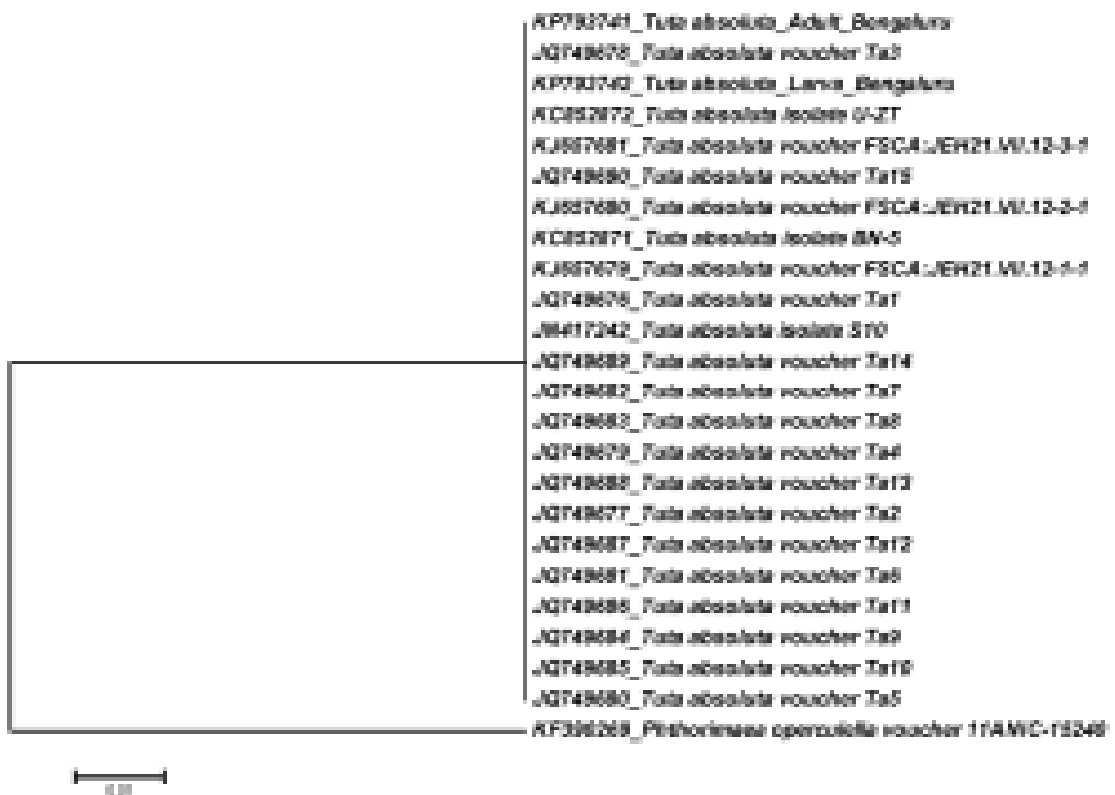 KP793741_Tuta absoluta_Adult_Bengaluru
JQ749678_Tuta absoluta voucher Ta3
KP793742_Tuta absoluta_Larva_Bengaluru
KC852872_Tuta absoluta isolate U-ZT
KJ657681_Tuta absoluta voucher FSCA:JEH21.VII.12-3-1
JQ749690_Tuta absoluta voucher Ta15
KJ657680_Tuta absoluta voucher FSCA:JEH21.VII.12-2-1
KC852871_Tuta absoluta isolate BN-5
KJ657679_Tuta absoluta voucher FSCA:JEH21.VII.12-1-1
JQ749676_Tuta absoluta voucher Ta1
Tuta absoluta isolate S10
JQ749689_Tuta absoluta voucher Ta14
JQ749682_Tuta absoluta voucher Ta7
JQ749683_Tuta absoluta voucher Ta8
JQ749679_Tuta absoluta voucher Ta4
JQ749688_Tuta absoluta voucher Ta13
JQ749677_Tuta absoluta voucher Ta2
JQ749687_Tuta absoluta voucher Ta12
JQ749681_Tuta absoluta voucher Ta6
JQ749686_Tuta absoluta voucher Ta11
JQ749684_Tuta absoluta voucher Ta9
JQ749685_Tuta absoluta voucher Ta10
JQ749680_Tuta absoluta voucher Ta5
Phthorimaea operculella voucher